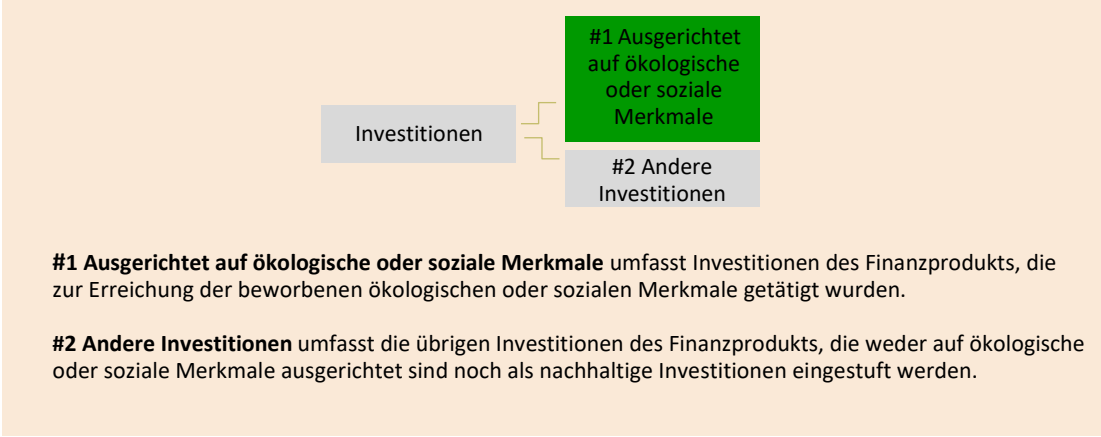 #1 Ausgerichtet
auf ökologische
oder soziale
Merkmale
Investitionen
#2 Andere
Investitionen
#1 Ausgerichtet auf ökologische oder soziale Merkmale umfasst Investitionen des Finanzprodukts, die
zur Erreichung der beworbenen ökologischen oder sozialen Merkmale getätigt wurden.
#2 Andere Investitionen umfasst die übrigen Investitionen des Finanzprodukts, die weder auf ökologische
oder soziale Merkmale ausgerichtet sind noch als nachhaltige Investitionen eingestuft werden.